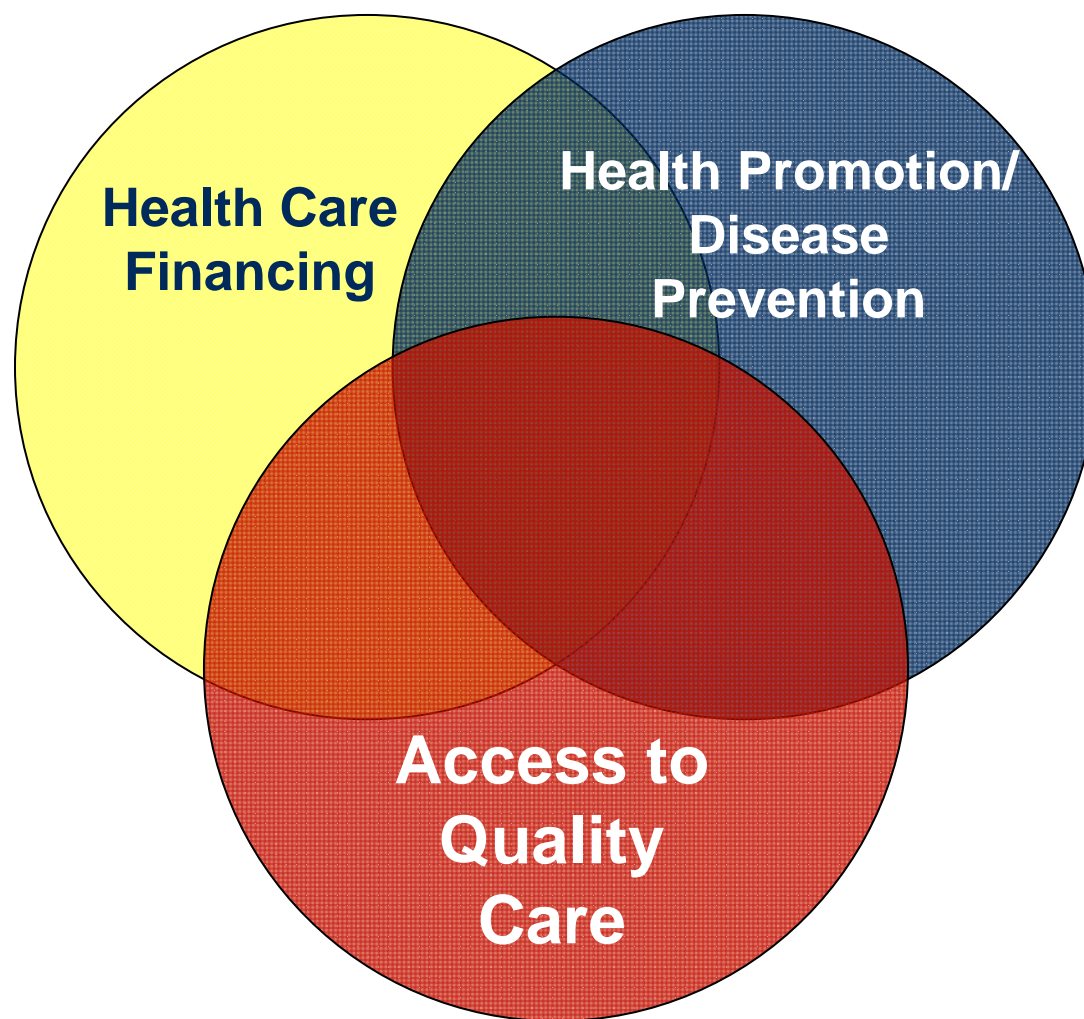 Health Care
Financing
Health Promotion/
Disease
Prevention
Access to
Quality
Care